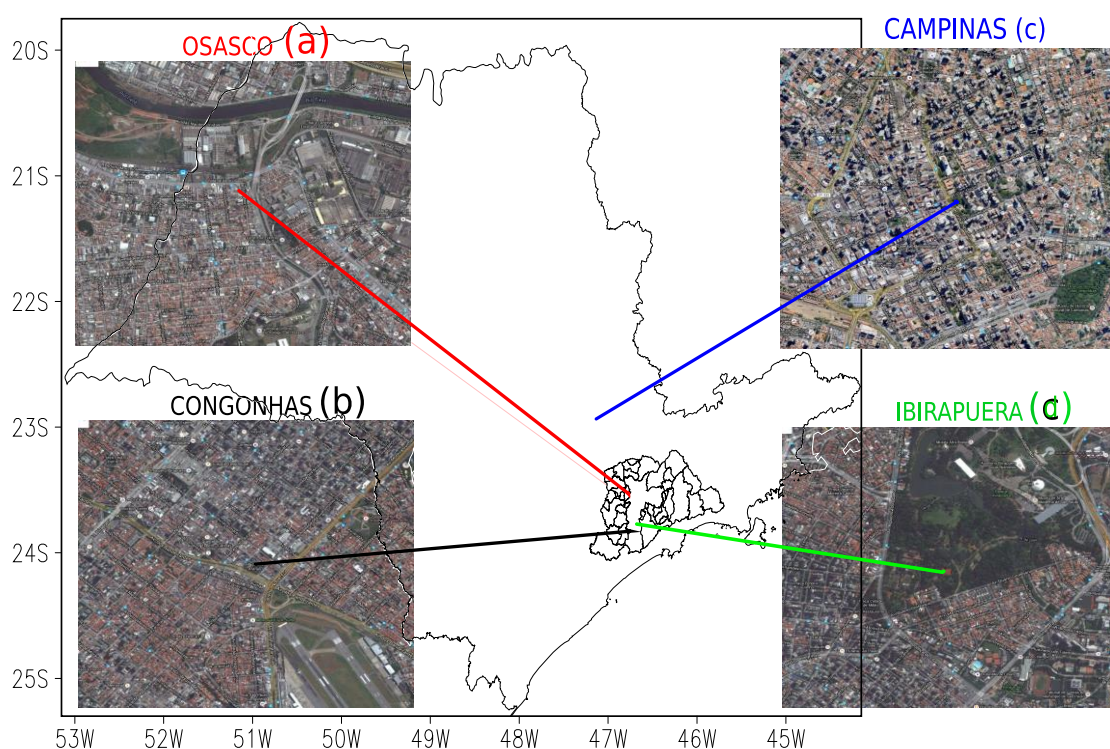 OSASCO (a)
CAMPINAS (c)
CONGONHAS (b)
IBIRAPUERA (d)
20S
21S
22S
23S
24S
25S
53W 52W 51W 50W 49W 48W 47W 46W 45W